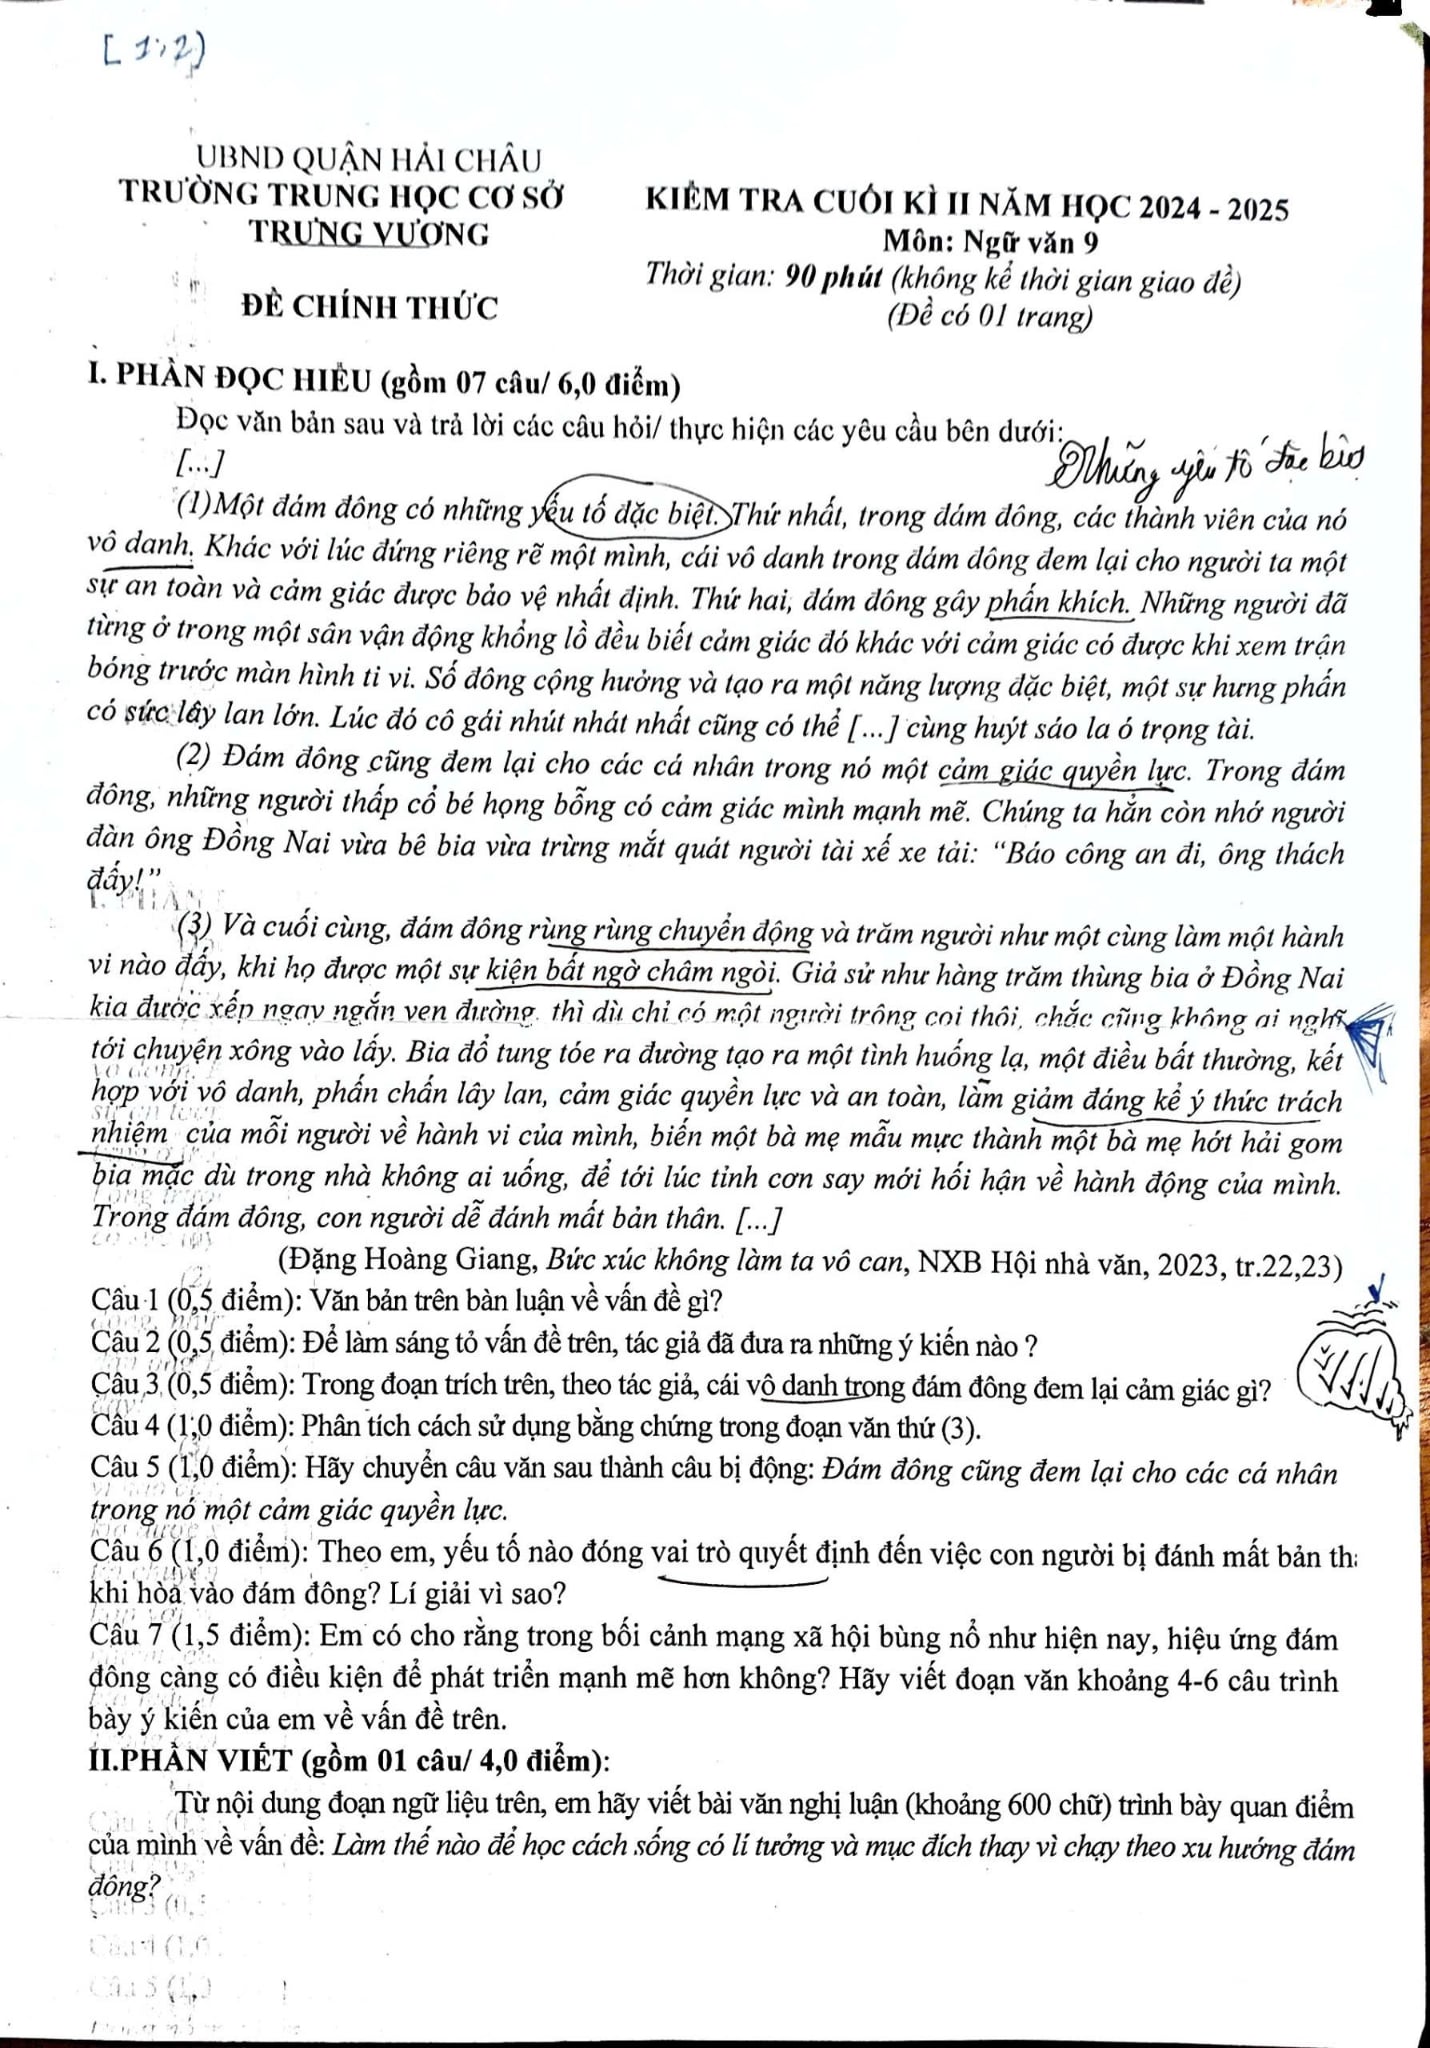 [ 1;2)
UBND QUẬN HẢI CHÂU
TRƯỜNG TRUNG HỌC CƠ SỞ
TRƯNG VƯƠNG
ĐỀ CHÍNH THỨC
KIỂM TRA CUỐI KÌ II NĂM HỌC 2024 - 2025
Môn: Ngữ văn 9
Thời gian: 90 phút (không kể thời gian giao đề)
(Đề có 01 trang)
I. PHẦN ĐỌC HIỂU (gồm 07 câu/ 6,0 điểm)
Đọc văn bản sau và trả lời các câu hỏi/ thực hiện các yêu cầu bên dưới:
Những yếu tố đặc
[...]
(1)Một đám đông có những yếu tố đặc biệt. Thứ nhất, trong đám đông, các thành viên của nó
vô danh. Khác với lúc đứng riêng rẽ một mình, cái vô danh trong đám đông đem lại cho người ta một
sự an toàn và cảm giác được bảo vệ nhất định. Thứ hai, đám đông gây phấn khích. Những người đã
từng ở trong một sân vận động khổng lồ đều biết cảm giác đó khác với cảm giác có được khi xem trận
bóng trước màn hình ti vi. Số đông cộng hưởng và tạo ra một năng lượng đặc biệt, một sự hưng phấn
có sức lây lan lớn. Lúc đó cô gái nhút nhát nhất cũng có thể [...] cùng huýt sáo la ó trọng tài.
(2) Đám đông cũng đem lại cho các cá nhân trong nó một cảm giác quyền lực. Trong đám
đông, những người thấp cổ bé họng bỗng có cảm giác mình mạnh mẽ. Chúng ta hẳn còn nhớ người
đàn ông Đồng Nai vừa bê bia vừa trừng mắt quát người tài xế xe tải: “Báo công an đi, ông thách
đấy!”
(3) Và cuối cùng, đám đông rùng rùng chuyển động và trăm người như một cùng làm một hành
vi nào đấy, khi họ được một sự kiện bất ngờ châm ngòi. Giả sử như hàng trăm thùng bia ở Đồng Nai
kia được xếp ngay ngắn ven đường, thì dù chỉ có một người trông coi thôi, chắc cũng không ai nghĩ
tới chuyện xông vào lấy. Bia đổ tung tóe ra đường tạo ra một tình huống lạ, một điều bất thường, kết
hợp với vô danh, phấn chấn lây lan, cảm giác quyền lực và an toàn, làm giảm đáng kể ý thức trách
nhiệm của mỗi người về hành vi của mình, biến một bà mẹ mẫu mực thành một bà mẹ hớt hải gom
bia mặc dù trong nhà không ai uống, để tới lúc tỉnh cơn say mới hối hận về hành động của mình.
Trong đám đông, con người dễ đánh mất bản thân. [...]
(Đặng Hoàng Giang, Bức xúc không làm ta vô can, NXB Hội nhà văn, 2023, tr.22,23)
Câu 1 (0,5 điểm): Văn bản trên bàn luận về vấn đề gì?
Câu 2 (0,5 điểm): Để làm sáng tỏ vấn đề trên, tác giả đã đưa ra những ý kiến nào ?
Câu 3 (0,5 điểm): Trong đoạn trích trên, theo tác giả, cái vô danh trong đám đông đem lại cảm giác gì?
Câu 4 (1,0 điểm): Phân tích cách sử dụng bằng chứng trong đoạn văn thứ (3).
Câu 5 (1,0 điểm): Hãy chuyển câu văn sau thành câu bị động: Đám đông cũng đem lại cho các cá nhân
trong nó một cảm giác quyền lực.
Câu 6 (1,0 điểm): Theo em, yếu tố nào đóng vai trò quyết định đến việc con người bị đánh mất bản
khi hòa vào đám đông? Lí giải vì sao?
Câu 7 (1,5 điểm): Em có cho rằng trong bối cảnh mạng xã hội bùng nổ như hiện nay, hiệu ứng đám
đông càng có điều kiện để phát triển mạnh mẽ hơn không? Hãy viết đoạn văn khoảng 4-6 câu trình
bày ý kiến của em về vấn đề trên.
II.PHẦN VIẾT (gồm 01 câu/ 4,0 điểm):
Từ nội dung đoạn ngữ liệu trên, em hãy viết bài văn nghị luận (khoảng 600 chữ) trình bày quan điểm
của mình về vấn đề: Làm thế nào để học cách sống có lí tưởng và mục đích thay vì chạy theo xu hướng đám
đông?